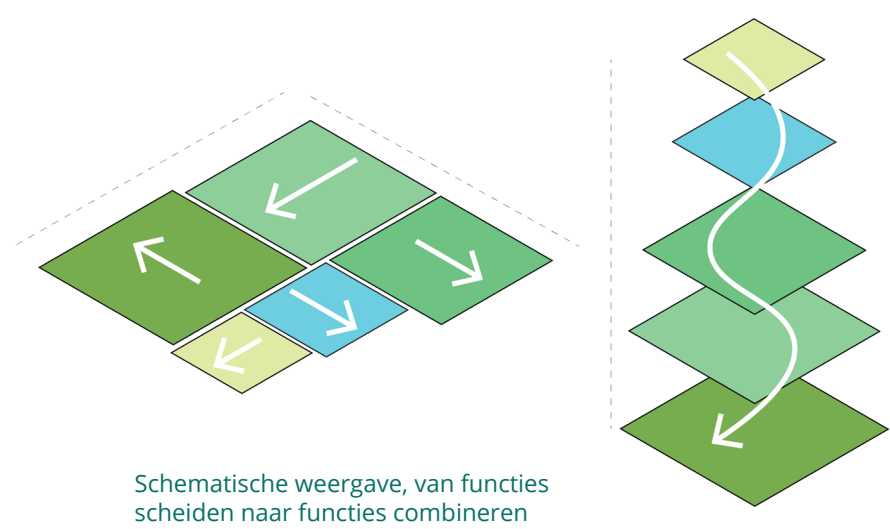 Schematische weergave, van functies
scheiden naar functies combineren